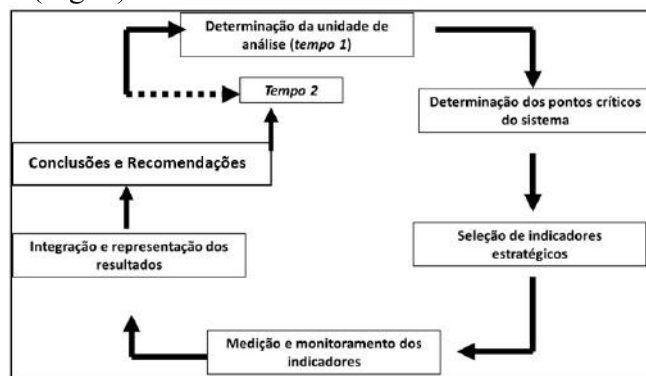 Determinação da unidade de
análise (tempo 1)
Tempo 2
Determinação dos pontos críticos
do sistema
Conclusões e Recomendações
Seleção de indicadores
estratégicos
Integração e representação dos
resultados
Medição e monitoramento dos
indicadores